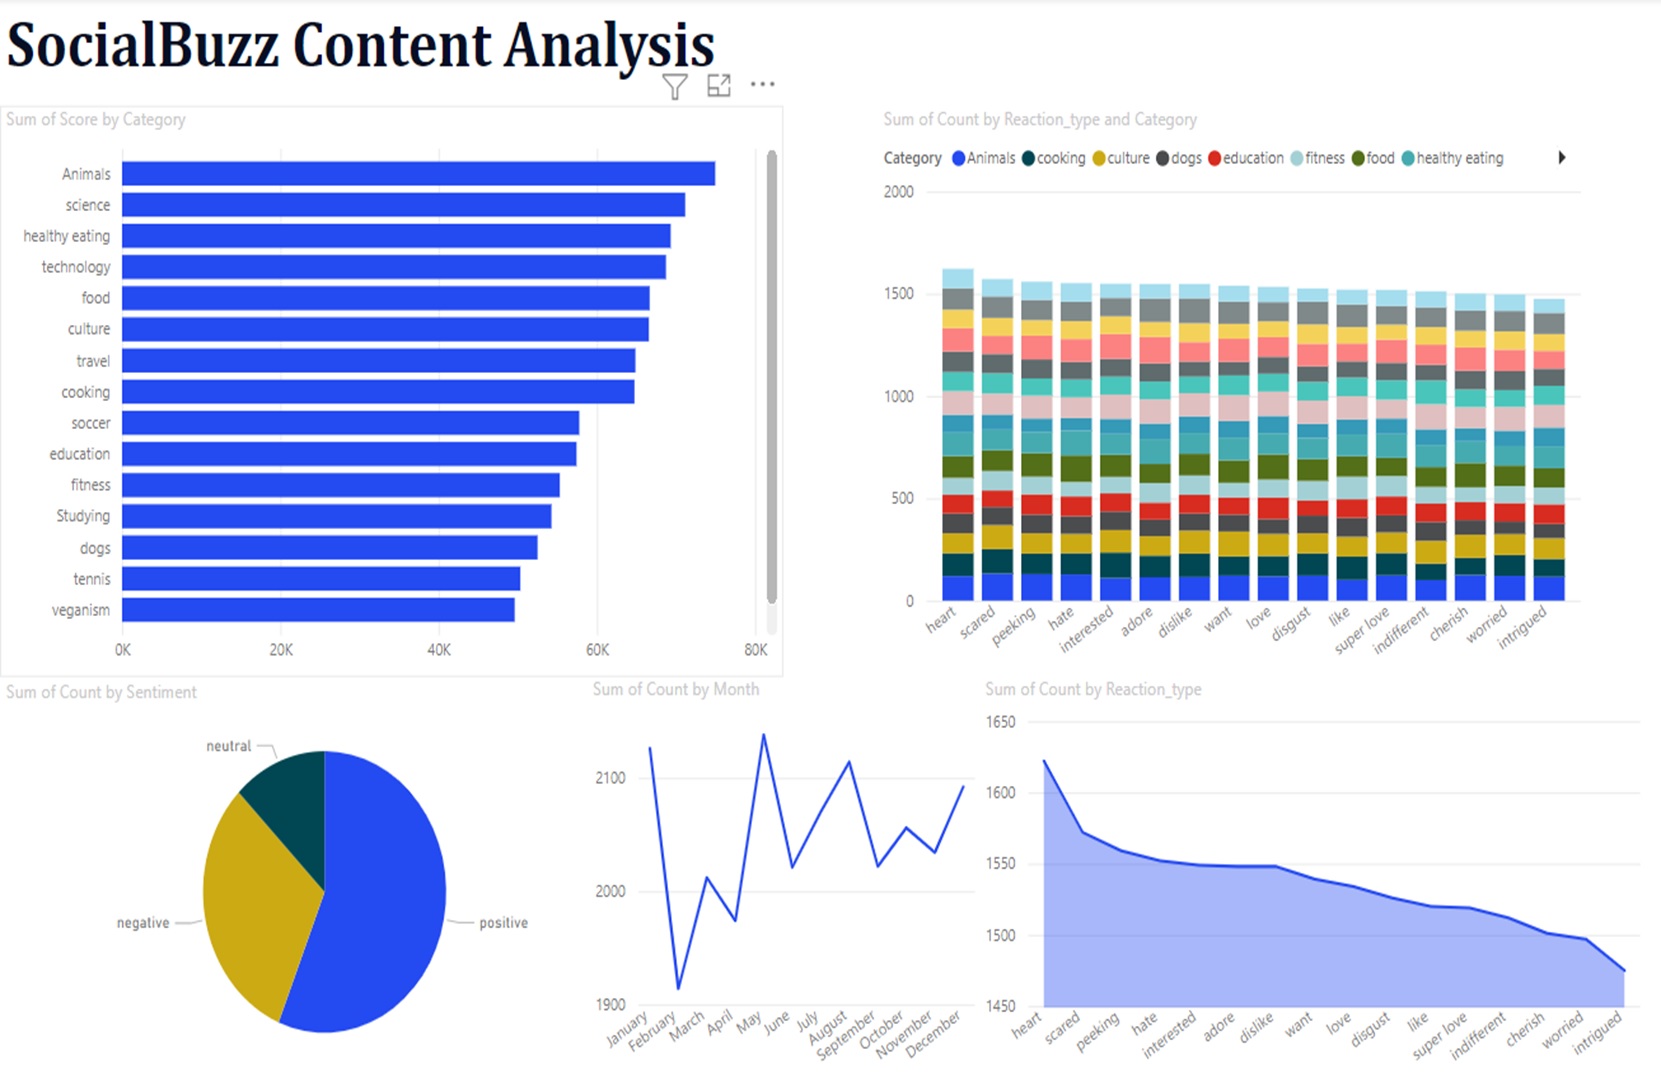 SocialBuzz Content Analysis
Sum of Score by Category
Animals
science
healthy eating
technology
food
culture
travel
cooking
soccer
education
fitness
Studying
dogs
tennis
veganism
0K 20K 40K 60K 80K
Sum of Count by Reaction_type and Category
Category Animals cooking culture dogs education fitness food healthy eating
2000
1500
1000
500
0
heart scared peeking hate interested adore dislike want love disgust like super love indifferent cherish worried intrigued
Sum of Count by Sentiment
neutral
negative
positive
Sum of Count by Month
2100
2000
1900
January February March April May June July August September October November December
Sum of Count by Reaction_type
1650
1600
1550
1500
1450
heart scared peeking hate interested adore dislike want love disgust like super love indifferent cherish worried intrigued